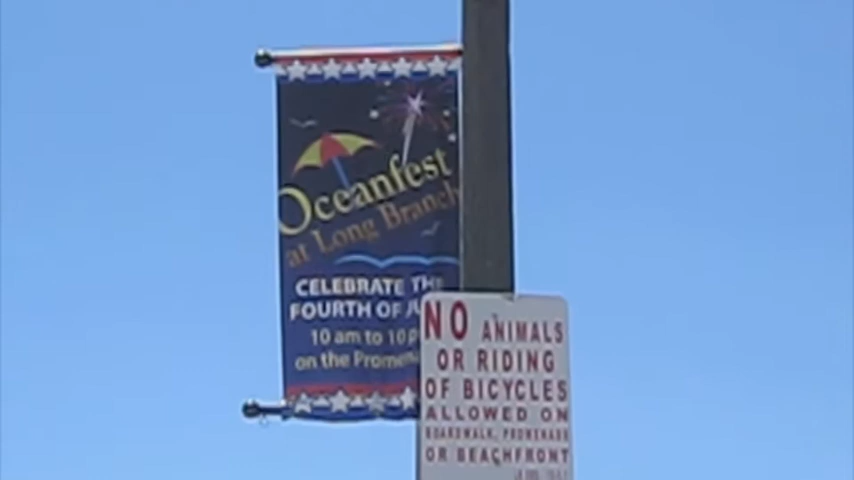 Oceanfest
at Long Branch
CELEBRATE THE
FOURTH OF JU
10 am to 10 p
on the Promena
NO ANIMALS
OR RIDING
OF BICYCLES
ALLOWED ON
BOARDWALK, PROMENADE
OR BEACHFRONT